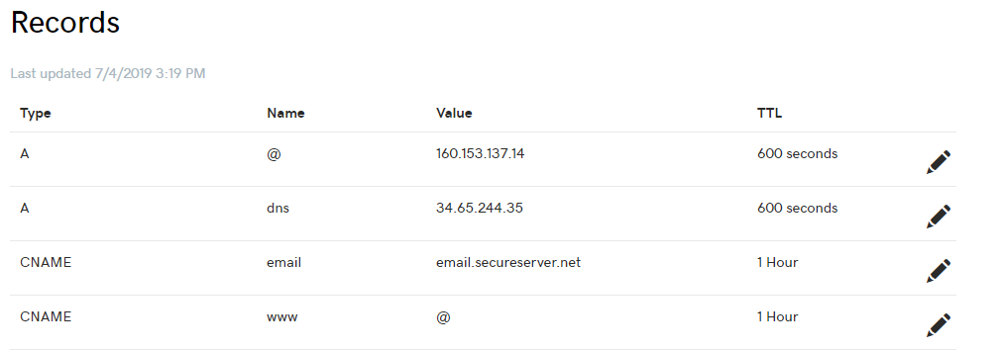 Records
Last updated 7/4/2019 3:19 PM
Type Name Value TTL
A @ 160.153.137.14 600 seconds
A dns 34.65.244.35 600 seconds
CNAME email email.secureserver.net 1 Hour
CNAME www @ 1 Hour